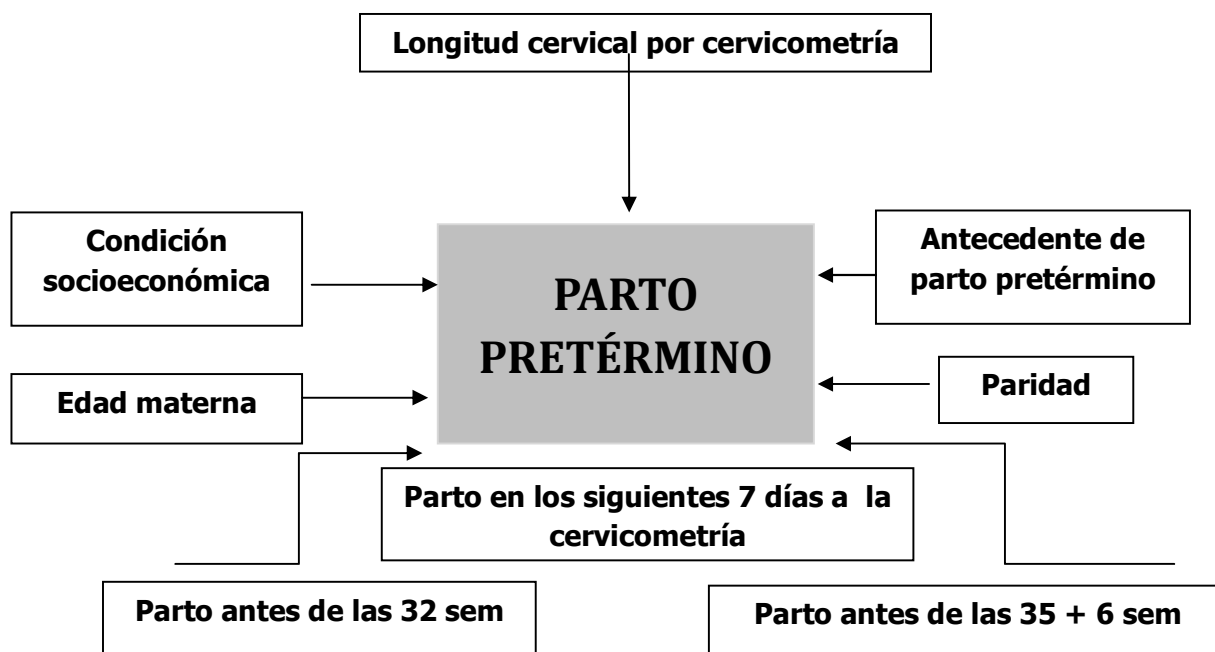 Longitud cervical por cervicometría
Condición
socioeconómica
PARTO
PRETÉRMINO
Antecedente de
parto pretérmino
Edad materna
Paridad
Parto en los siguientes 7 días a la
cervicometría
Parto antes de las 32 sem
Parto antes de las 35 + 6 sem